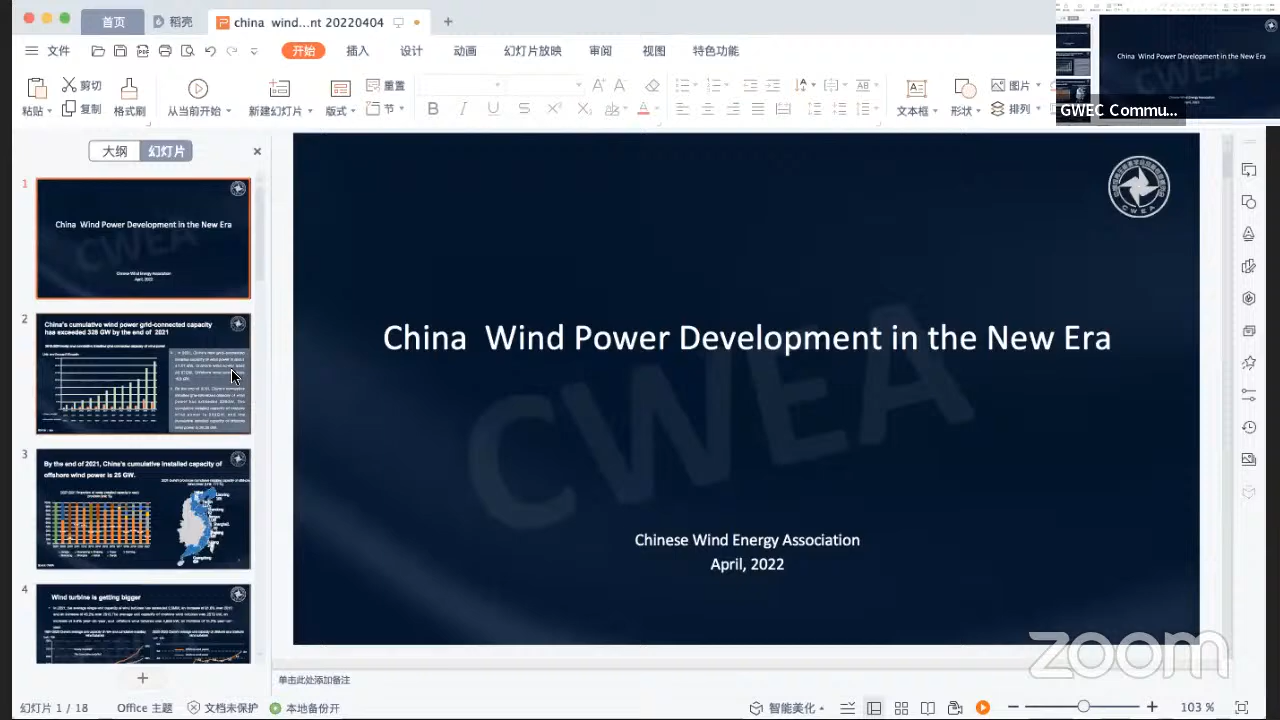 首页
稻壳
china wind...nt 20220404
文件
开始
设计
动画
幻灯片放映
审阅
视图
特色功能
粘贴
剪切
复制
格式刷
从当前开始
新建幻灯片
版式
重置
B
S
A
AB
文本框
形状
图片
排列
China Wind Power Development in the New Era
GWEC Commu...
大纲
幻灯片
1
China Wind Power Development in the New Era
Chinese Wind Energy Association
April, 2022
2
China's cumulative wind power grid-connected capacity
has exceeded 328 GW by the end of 2021
3
By the end of 2021, China's cumulative installed capacity of
offshore wind power is 25 GW.
4
Wind turbine is getting bigger
CWEA
China Wind Power Development in the New Era
CWEA
Chinese Wind Energy Association
April, 2022
zoom
单击此处添加备注
幻灯片 1 / 18
Office 主题
文档未保护
本地备份开
智能美化
103 %